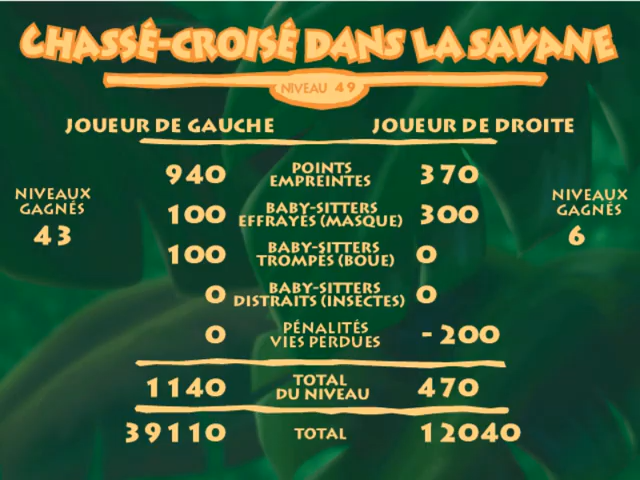 CHASSÉ-CROISÉ DANS LA SAVANE
NIVEAU 49
JOUEUR DE GAUCHE JOUEUR DE DROITE
940 POINTS EMPREINTES 370
NIVEAUX GAGNÉS 43
NIVEAUX GAGNÉS 6
100 BABY-SITTERS EFFRAYÉS (MASQUE) 300
100 BABY-SITTERS TROMPÉS (BOUE) 0
0 BABY-SITTERS DISTRAITS (INSECTES) 0
0 PÉNALITÉS VIES PERDUES - 200
1140 TOTAL DU NIVEAU 470
39110 TOTAL 12040